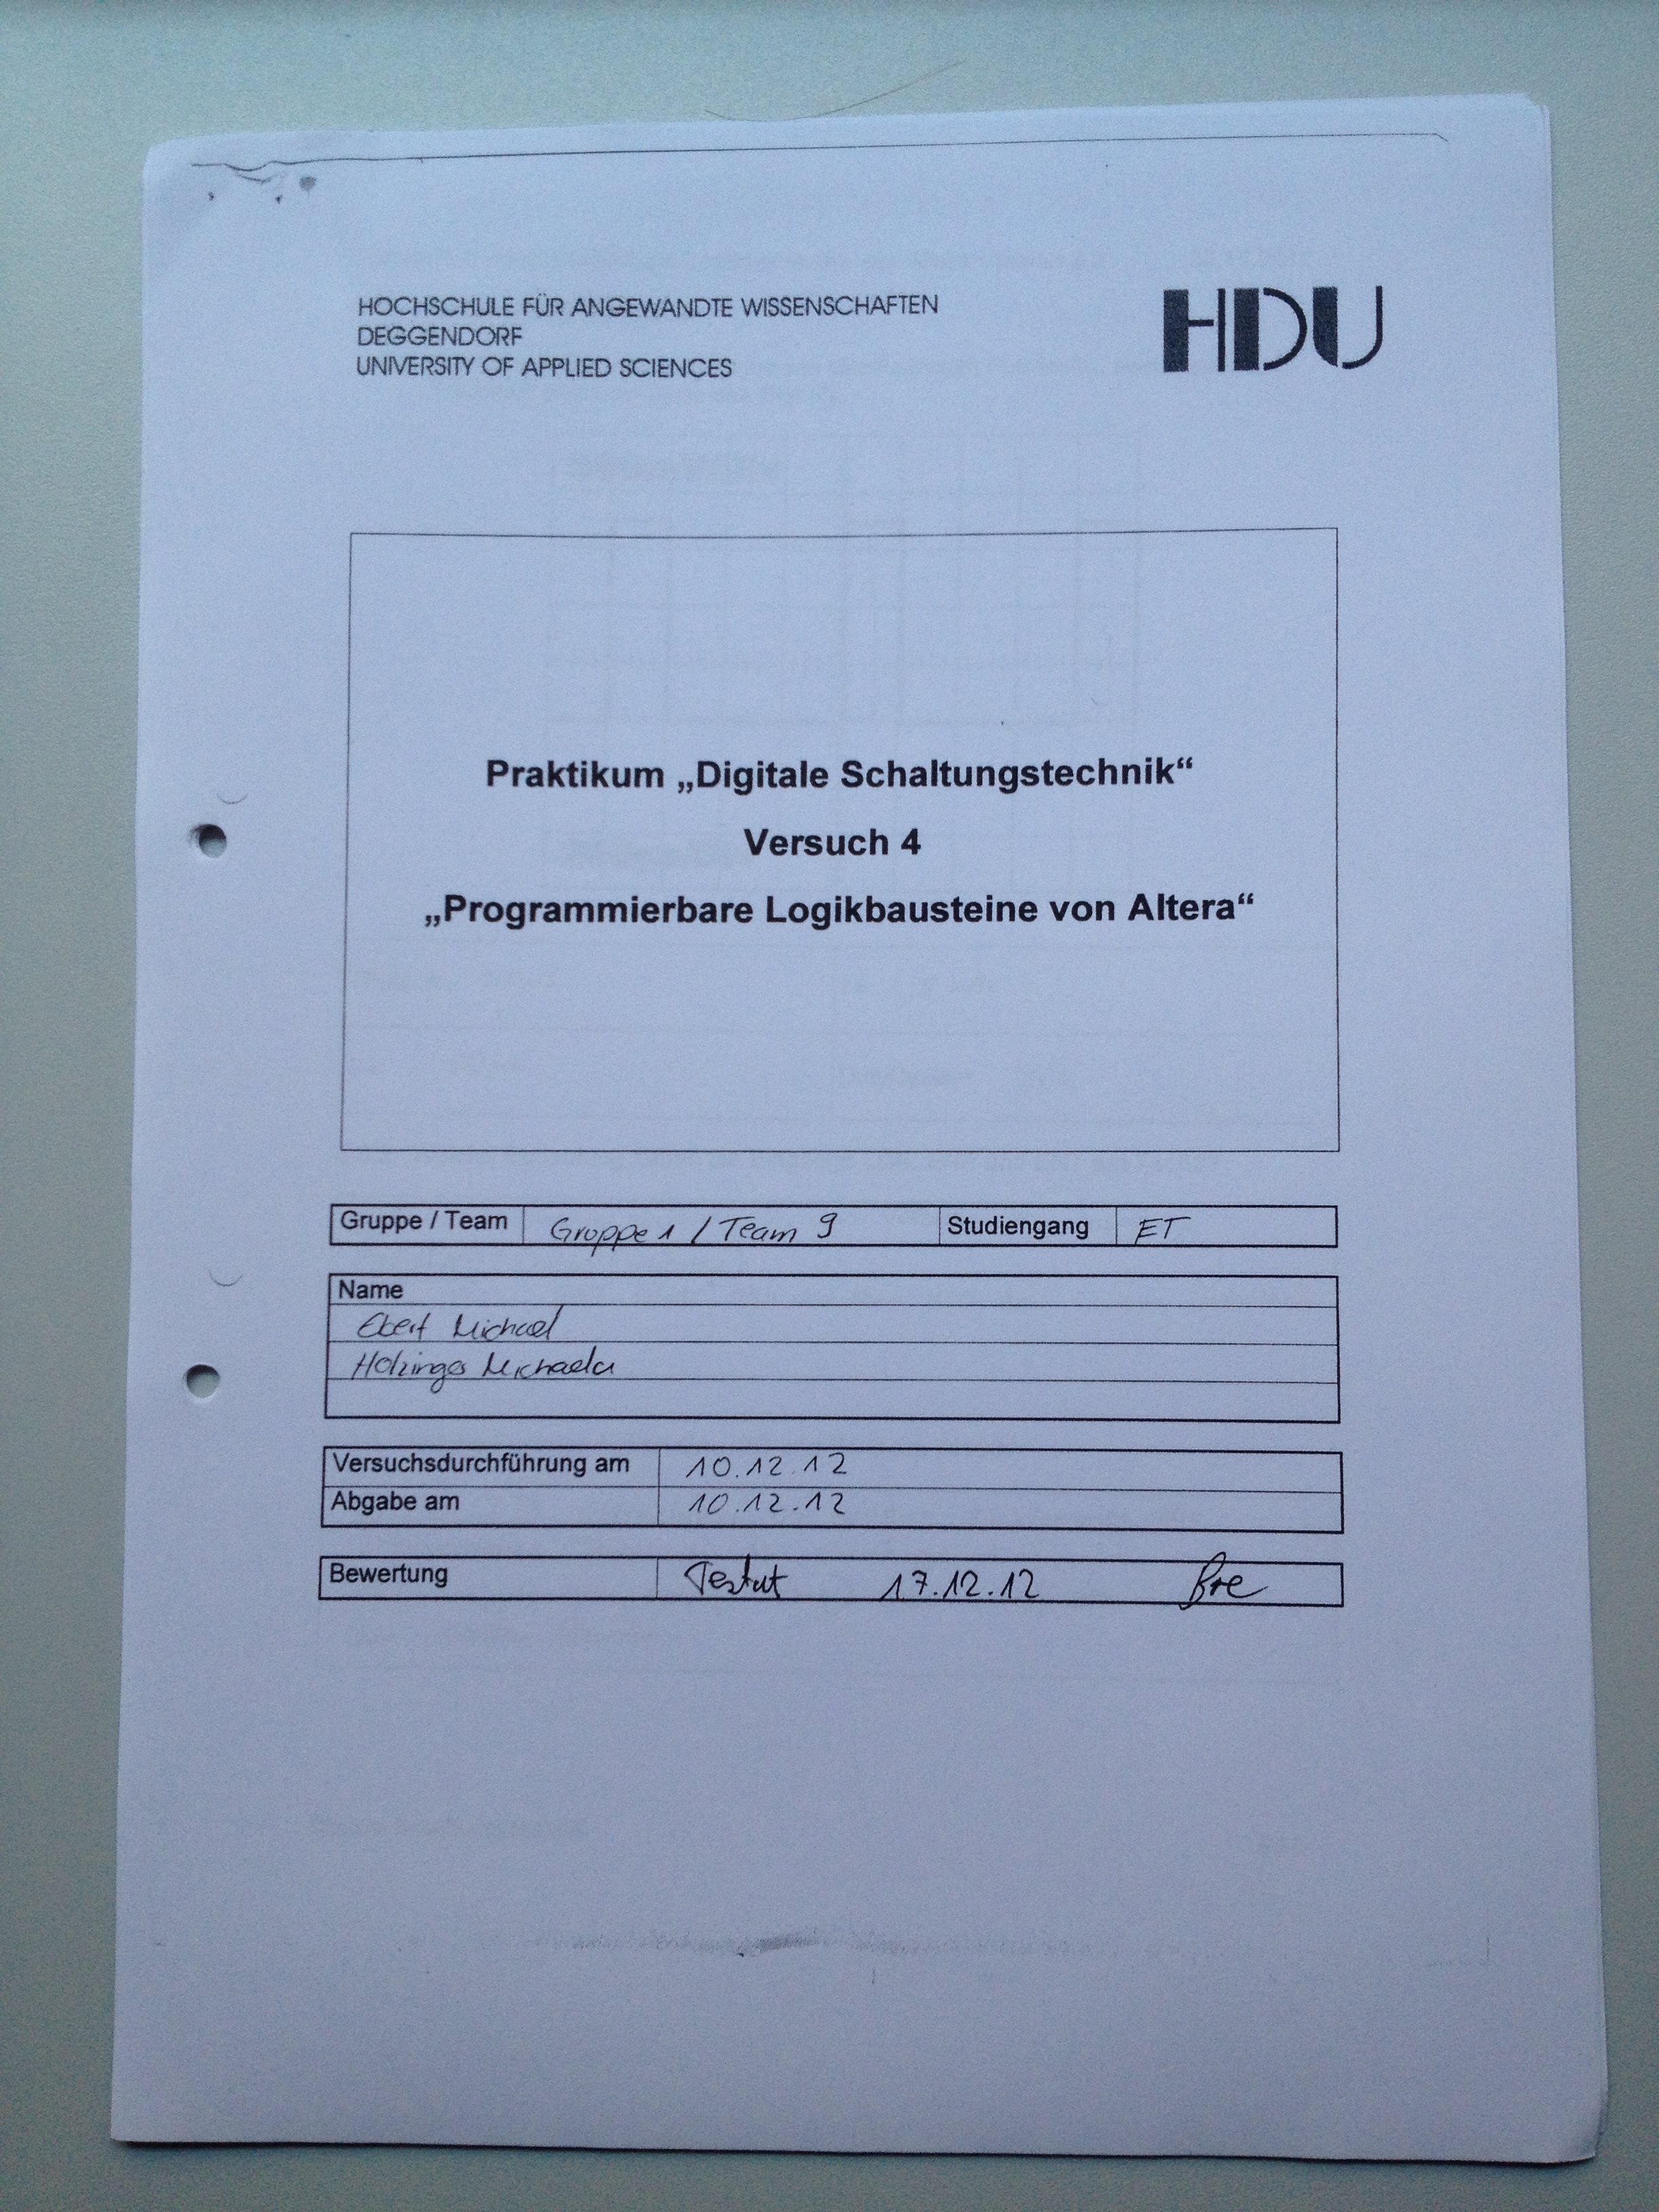 HOCHSCHULE FÜR ANGEWANDTE WISSENSCHAFTEN
DEGGENDORF
UNIVERSITY OF APPLIED SCIENCES
HDU
Praktikum „Digitale Schaltungstechnik“
Versuch 4
„Programmierbare Logikbausteine von Altera“
Gruppe / Team Gruppe 1 / Team 9 Studiengang ET
Name
Ebert Michael
Holzinger Michaela
Versuchsdurchführung am 10.12.12
Abgabe am 10.12.12
Bewertung Testat 17.12.12